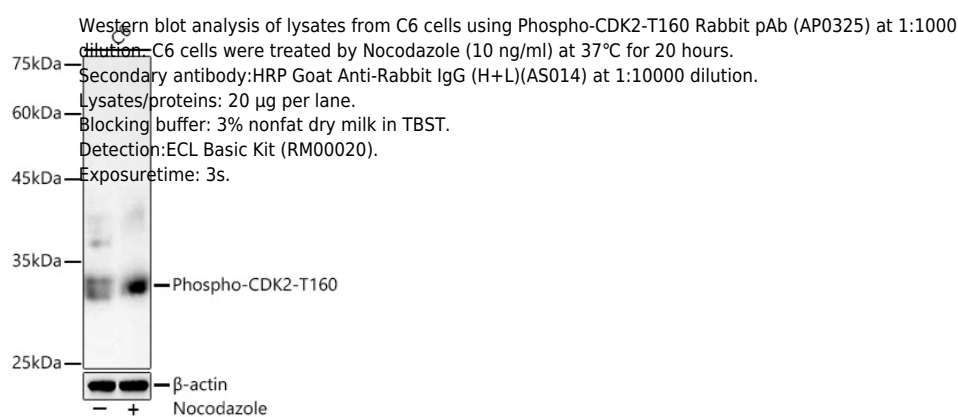 Western blot analysis of lysates from C6 cells using Phospho-CDK2-T160 Rabbit pAb (AP0325) at 1:1000
dilution. C6 cells were treated by Nocodazole (10 ng/ml) at 37℃ for 20 hours.
Secondary antibody:HRP Goat Anti-Rabbit IgG (H+L)(AS014) at 1:10000 dilution.
Lysates/proteins: 20 μg per lane.
Blocking buffer: 3% nonfat dry milk in TBST.
Detection:ECL Basic Kit (RM00020).
Exposuretime: 3s.
C6
75kDa
60kDa
45kDa
35kDa
Phospho-CDK2-T160
25kDa
β-actin
− + Nocodazole